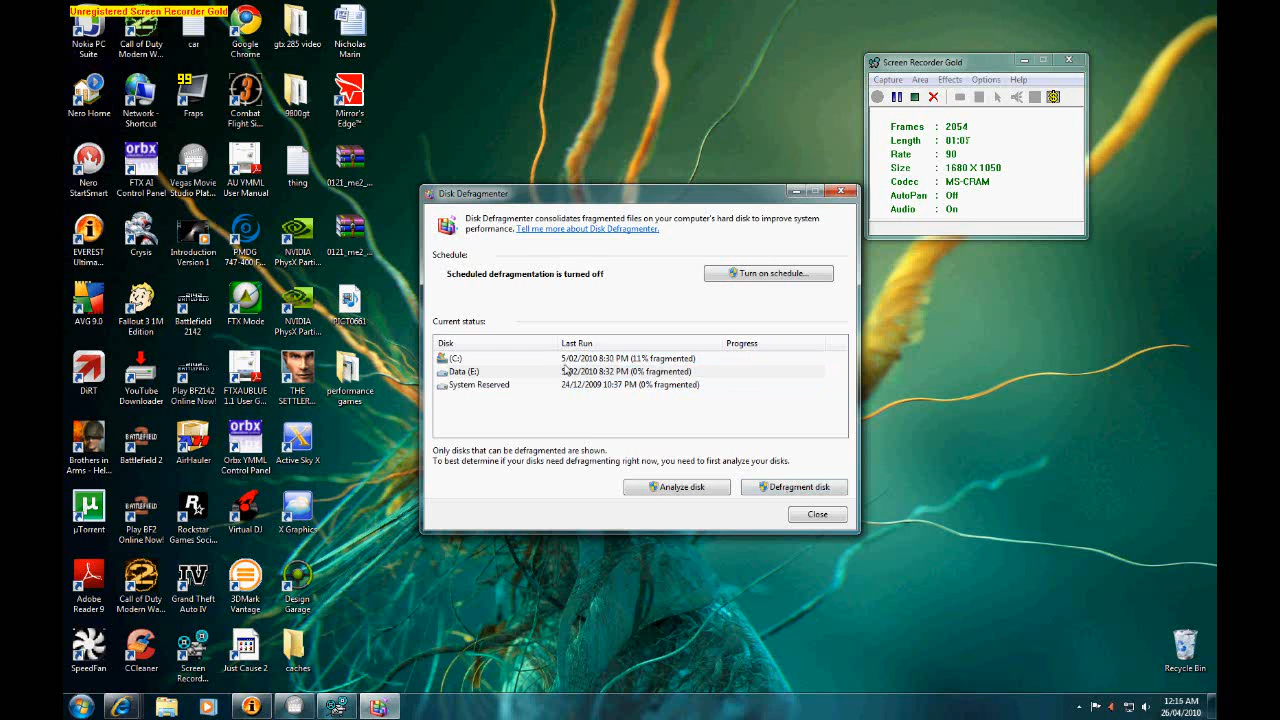 Unregistered Screen Recorder Gold
Nokia PC Suite
Call of Duty Modern W...
car
Google Chrome
gtx 285 video
Nicholas Marin
Nero Home
Network - Shortcut
99
Fraps
Combat Flight Si...
9800gt
Mirror's Edge™
Nero StartSmart
orbx
FTX AI Control Panel
Vegas Movie Studio Plat...
AU YMML User Manual
thing
0121_me2_...
EVEREST Ultima...
Crysis
Introduction Version 1
PMDG 747-400 F...
NVIDIA PhysX Parti...
0121_me2_...
AVG 9.0
Fallout 3 1M Edition
Battlefield 2142
FTX Mode
NVIDIA PhysX Parti...
PICT0661
DiRT
YouTube Downloader
Play BF2142 Online Now!
FTXAUBLUE 1.1 User G...
THE SETTLER...
performance games
Brothers in Arms - Hel...
Battlefield 2
AirHauler
orbx
Orbx YMML Control Panel
Active Sky X
µTorrent
Play BF2 Online Now!
Rockstar Games Soci...
Virtual DJ
X Graphics
Adobe Reader 9
Call of Duty Modern Wa...
IV
Grand Theft Auto IV
3DMark Vantage
Design Garage
SpeedFan
CCleaner
Screen Record...
Just Cause 2
caches
Screen Recorder Gold
Capture Area Effects Options Help
Frames : 2054
Length : 01:07
Rate : 90
Size : 1680 X 1050
Codec : MS-CRAM
AutoPan : Off
Audio : On
Disk Defragmenter
Disk Defragmenter consolidates fragmented files on your computer's hard disk to improve system
performance. Tell me more about Disk Defragmenter.
Schedule:
Scheduled defragmentation is turned off
Turn on schedule...
Current status:
Disk Last Run Progress
(C:) 5/02/2010 8:30 PM (11% fragmented)
Data (E:) 5/02/2010 8:32 PM (0% fragmented)
System Reserved 24/12/2009 10:37 PM (0% fragmented)
Only disks that can be defragmented are shown.
To best determine if your disks need defragmenting right now, you need to first analyze your disks.
Analyze disk
Defragment disk
Close
Recycle Bin
12:16 AM
26/04/2010